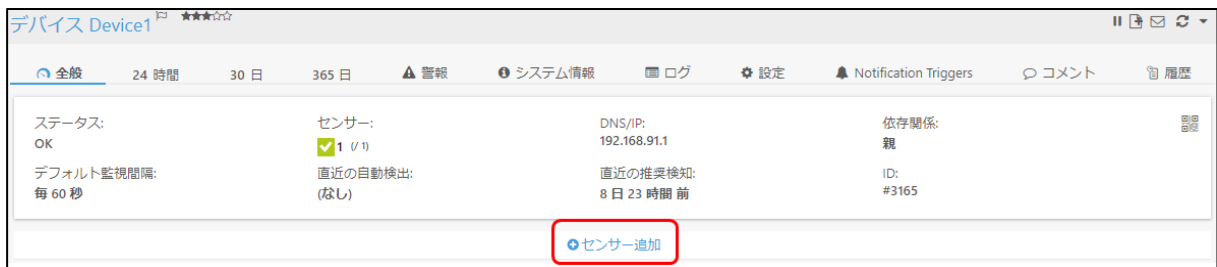 デバイス Device1
全般 24 時間 30 日 365 日 警報 システム情報 ログ 設定 Notification Triggers コメント 履歴
ステータス: センサー: DNS/IP: 依存関係:
OK 1 (/ 1) 192.168.91.1 親
デフォルト監視間隔: 直近の自動検出: 直近の推奨検知: ID:
毎 60 秒 (なし) 8 日 23 時間 前 #3165
センサー追加